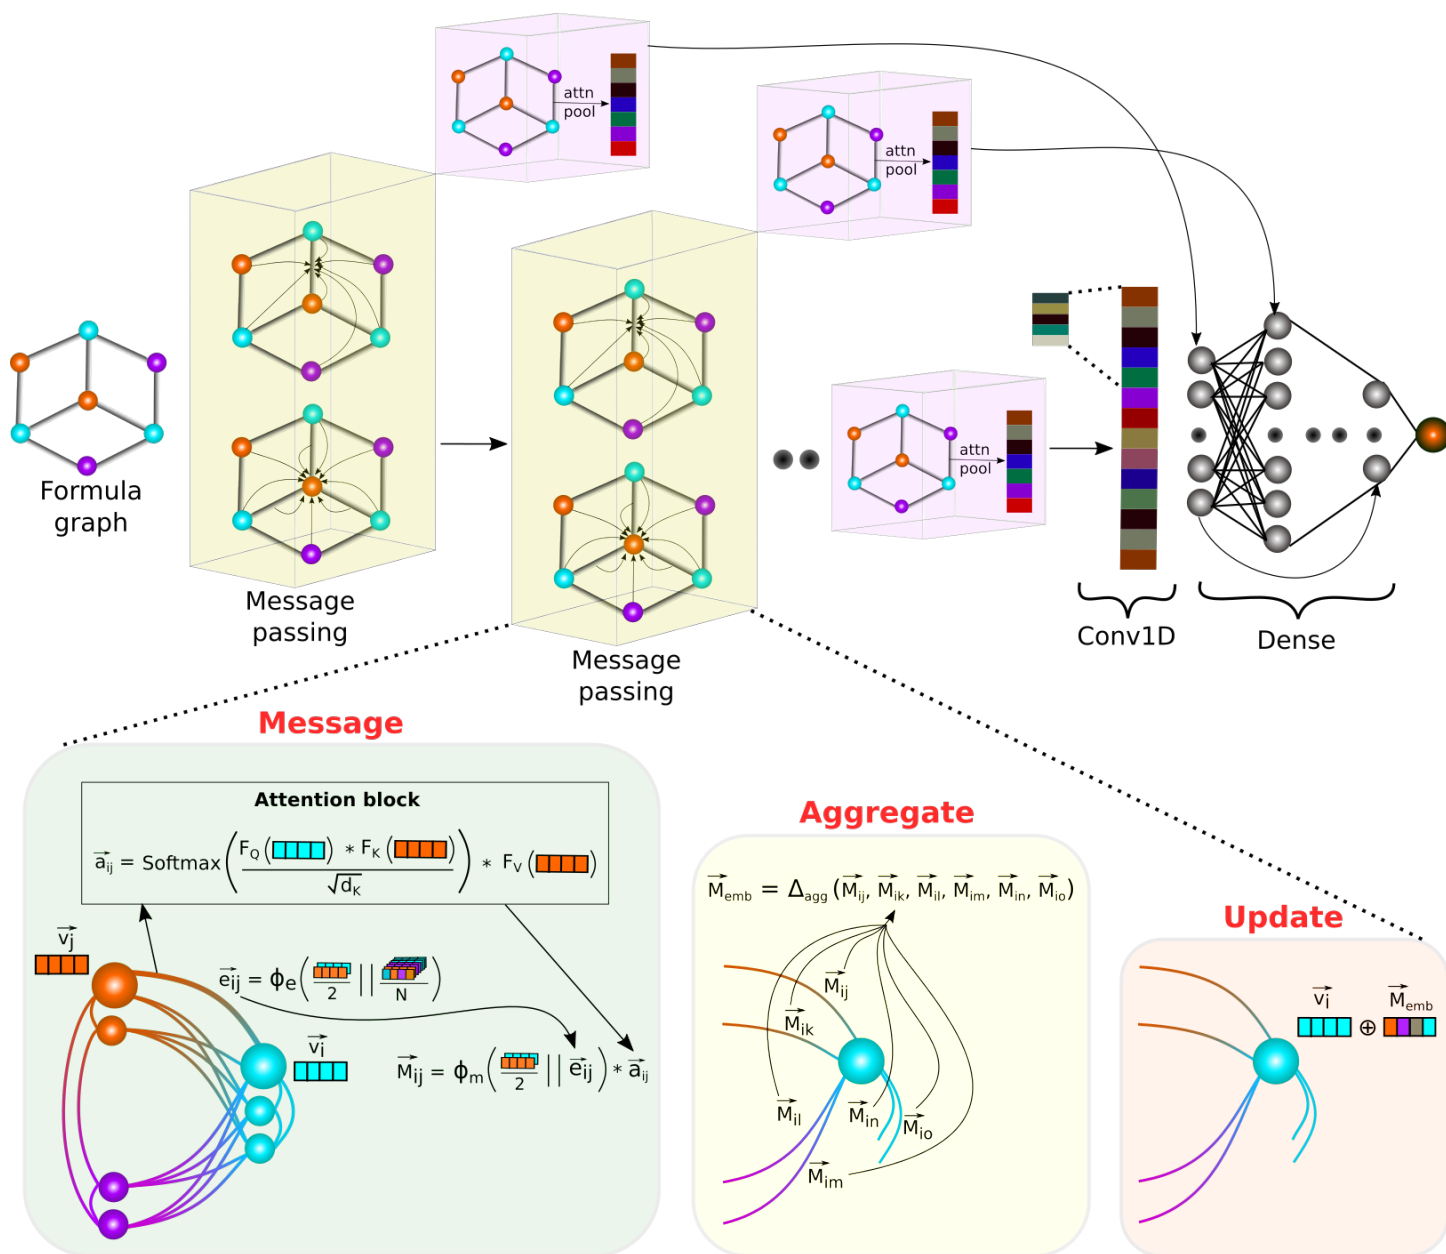 attn
pool
attn
pool
Formula
graph
Message
passing
Message
passing
attn
pool
Conv1D
Dense
Message
Attention block
a⃗ij = Softmax ( FQ ( ) * FK ( ) / √dK ) * FV ( )
v⃗j
e⃗ij = ϕe ( / 2 || / N )
v⃗i
M⃗ij = ϕm ( / 2 || e⃗ij ) * a⃗ij
Aggregate
M⃗emb = Δagg (M⃗ij, M⃗ik, M⃗il, M⃗im, M⃗in, M⃗io)
M⃗ij
M⃗ik
M⃗il
M⃗in
M⃗io
M⃗im
Update
v⃗i ⊕ M⃗emb